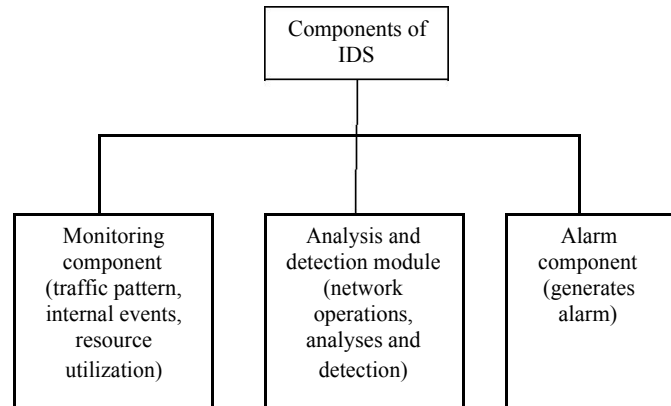 Components of
IDS
Monitoring
component
(traffic pattern,
internal events,
resource
utilization)
Analysis and
detection module
(network
operations,
analyses and
detection)
Alarm
component
(generates
alarm)